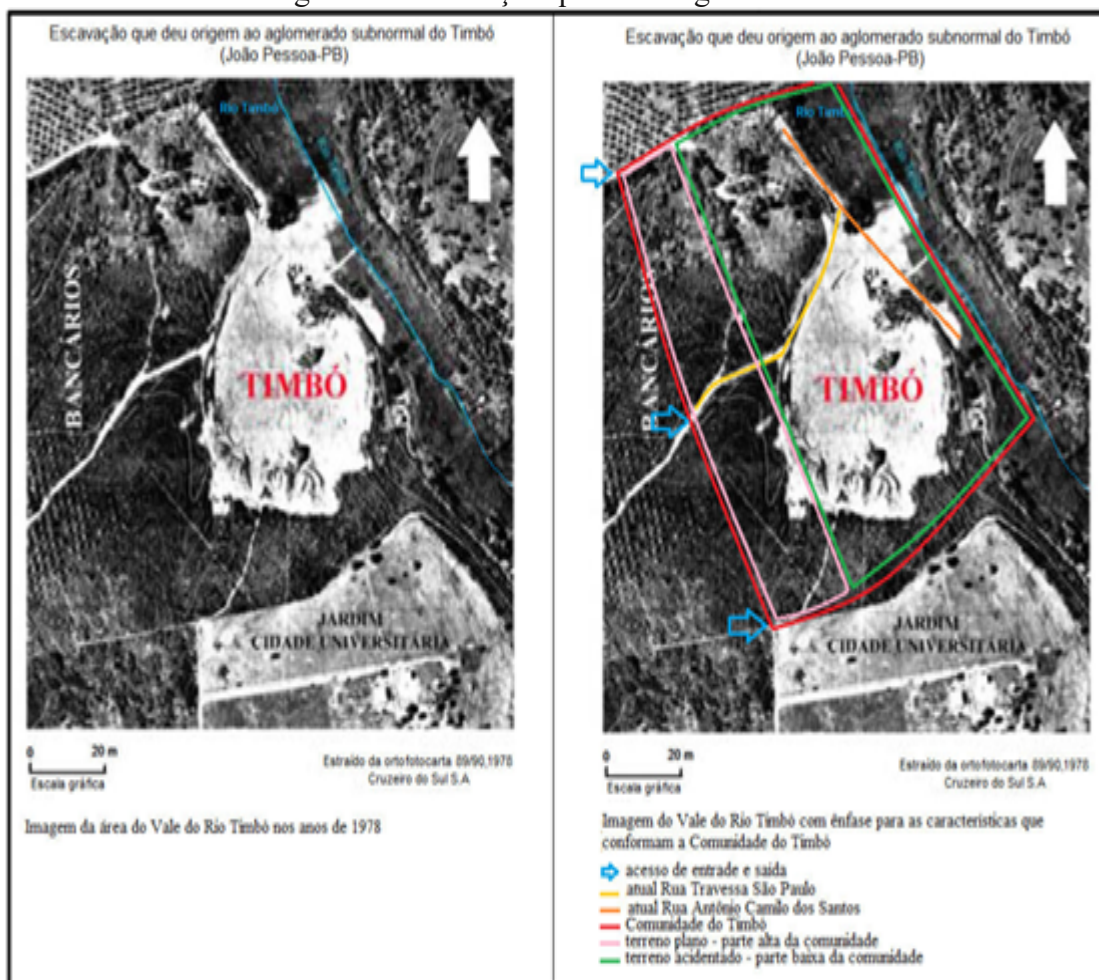 Escavação que deu origem ao aglomerado subnormal do Timbó
(João Pessoa-PB)
Rio Timbó
BANCÁRIOS
TIMBÓ
JARDIM
CIDADE UNIVERSITÁRIA
0 20 m
Escala gráfica
Estraído da ortofotocarta 89/90,1978
Cruzeiro do Sul S.A
Imagem da área do Vale do Rio Timbó nos anos de 1978
Escavação que deu origem ao aglomerado subnormal do Timbó
(João Pessoa-PB)
Rio Timbó
BANCÁRIOS
TIMBÓ
JARDIM
CIDADE UNIVERSITÁRIA
0 20 m
Escala gráfica
Estraído da ortofotocarta 89/90,1978
Cruzeiro do Sul S.A
Imagem do Vale do Rio Timbó com ênfase para as características que
conformam a Comunidade do Timbó
acesso de entrade e saída
atual Rua Travessa São Paulo
atual Rua Antônio Camilo dos Santos
Comunidade do Timbó
terreno plano - parte alta da comunidade
terreno acidentado - parte baixa da comunidade